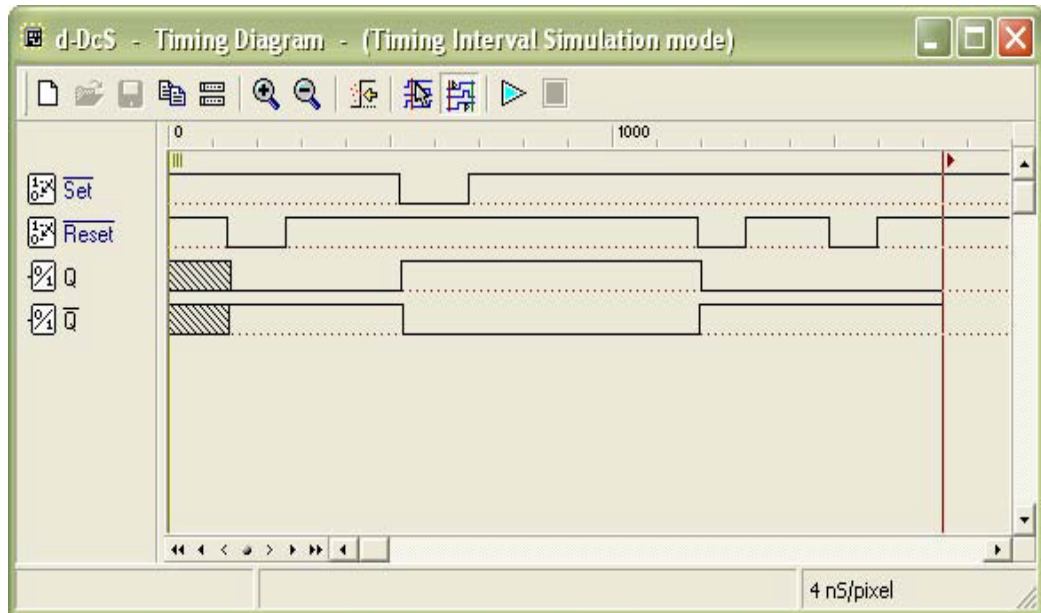 d-DcS - Timing Diagram - (Timing Interval Simulation mode)
0 1000
Set
Reset
Q
Q
4 nS/pixel